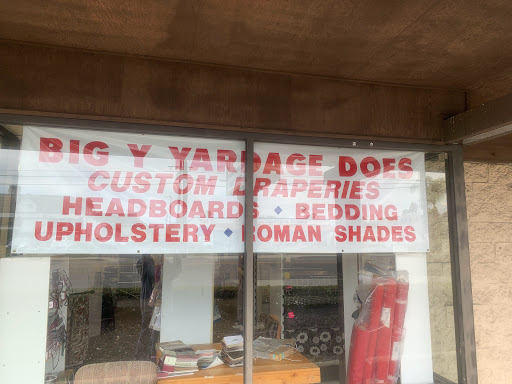 BIG Y YARDAGE DOES
CUSTOM DRAPERIES
HEADBOARDS ◆ BEDDING
UPHOLSTERY ◆ ROMAN SHADES